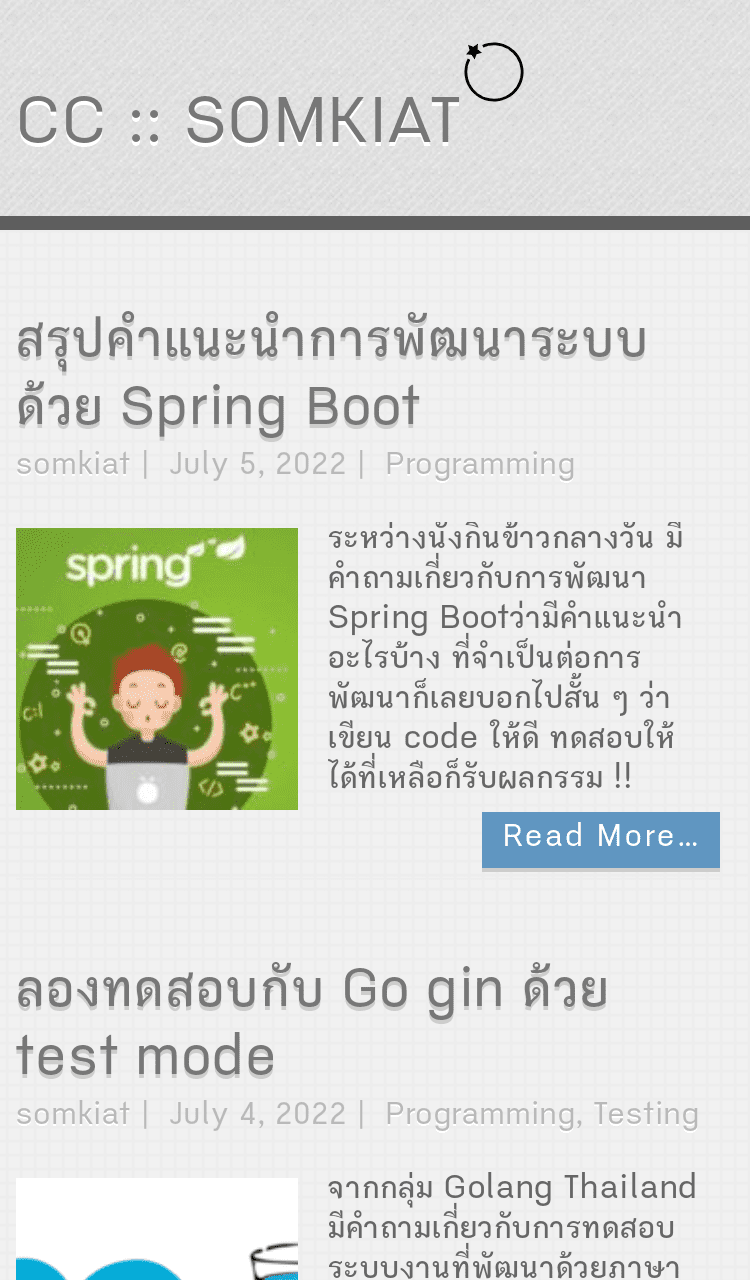 CC :: SOMKIAT
สรุปคำแนะนำการพัฒนาระบบ
ด้วย Spring Boot
somkiat | July 5, 2022 | Programming
spring
C++
C:\
</>
ระหว่างนั่งกินข้าวกลางวัน มี
คำถามเกี่ยวกับการพัฒนา
Spring Bootว่ามีคำแนะนำ
อะไรบ้าง ที่จำเป็นต่อการ
พัฒนาก็เลยบอกไปสั้น ๆ ว่า
เขียน code ให้ดี ทดสอบให้
ได้ที่เหลือก็รับผลกรรม !!
Read More…
ลองทดสอบกับ Go gin ด้วย
test mode
somkiat | July 4, 2022 | Programming, Testing
จากกลุ่ม Golang Thailand
มีคำถามเกี่ยวกับการทดสอบ
ระบบงานที่พัฒนาด้วยภาษา